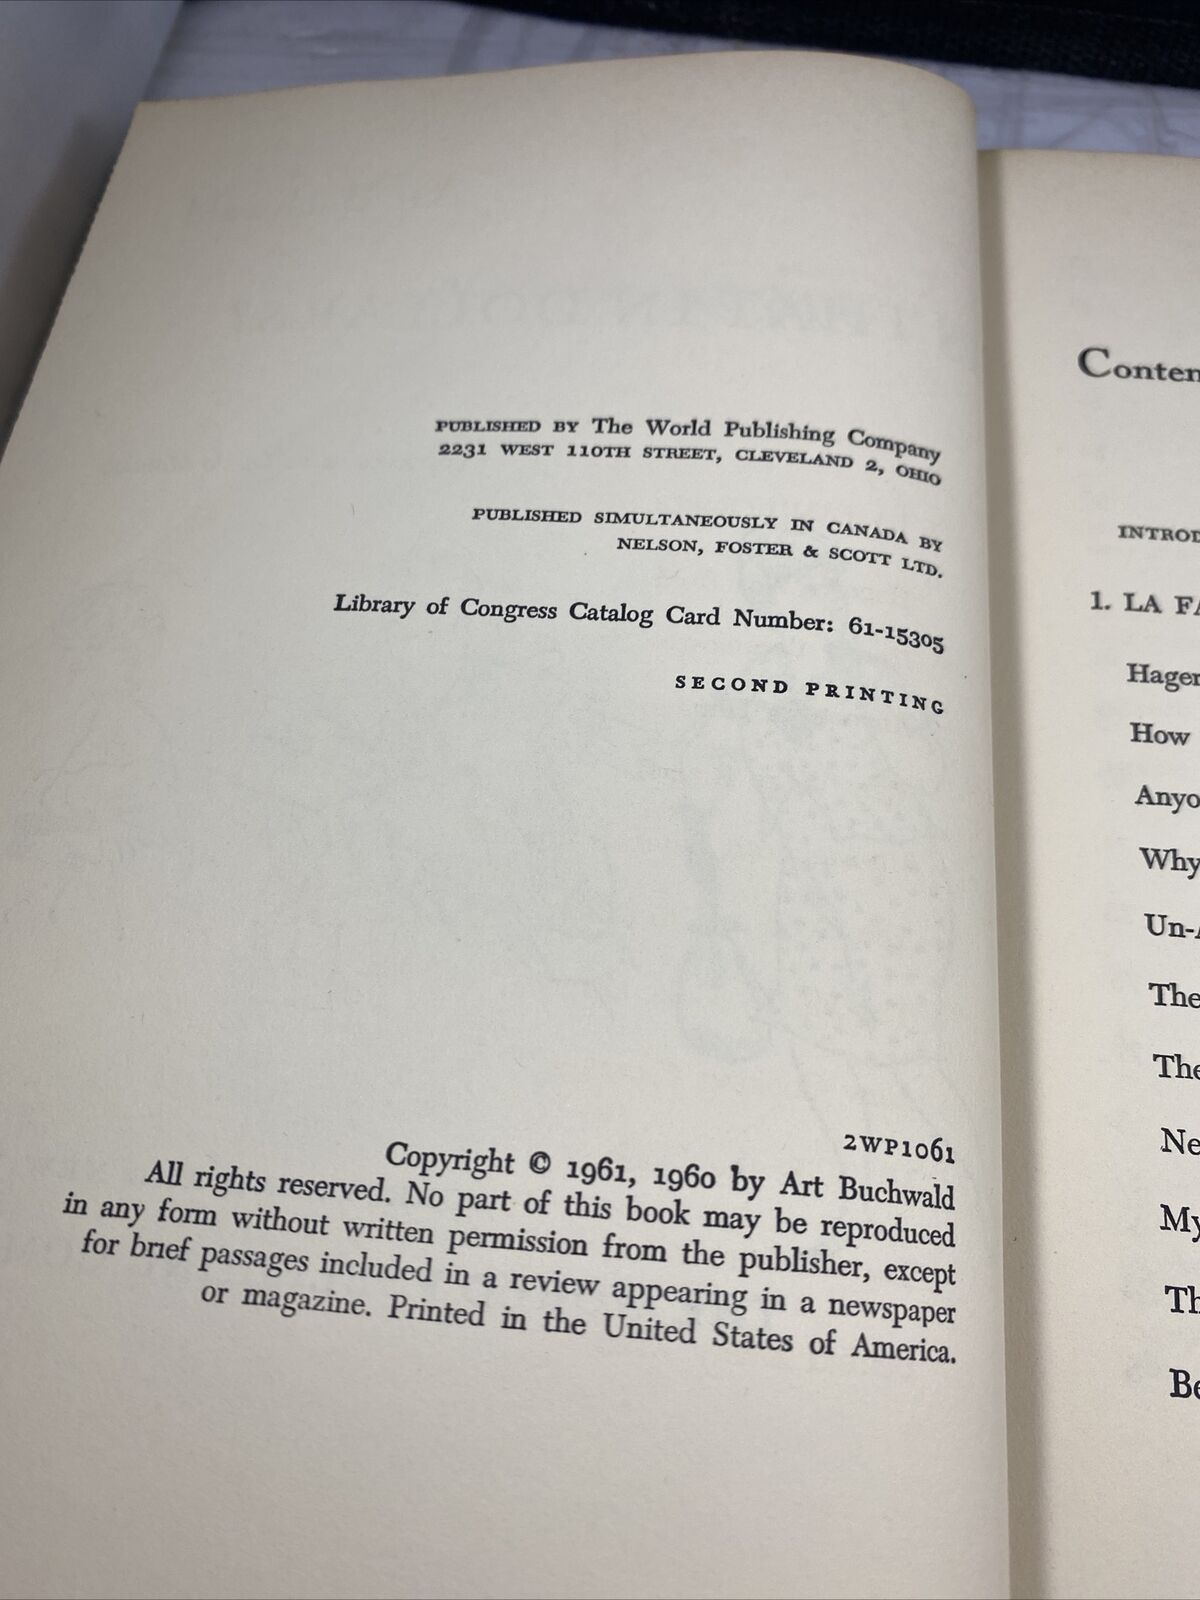 PUBLISHED BY The World Publishing Company
2231 WEST 110TH STREET, CLEVELAND 2, OHIO
PUBLISHED SIMULTANEOUSLY IN CANADA BY
NELSON, FOSTER & SCOTT LTD.
Library of Congress Catalog Card Number: 61-15305
SECOND PRINTING
2WP1061
Copyright © 1961, 1960 by Art Buchwald
All rights reserved. No part of this book may be reproduced
in any form without written permission from the publisher, except
for brief passages included in a review appearing in a newspaper
or magazine. Printed in the United States of America.
Conten
INTROD
1. LA FA
Hagen
How
Anyo
Why
Un-A
The
The
Ne
My
Th
Be